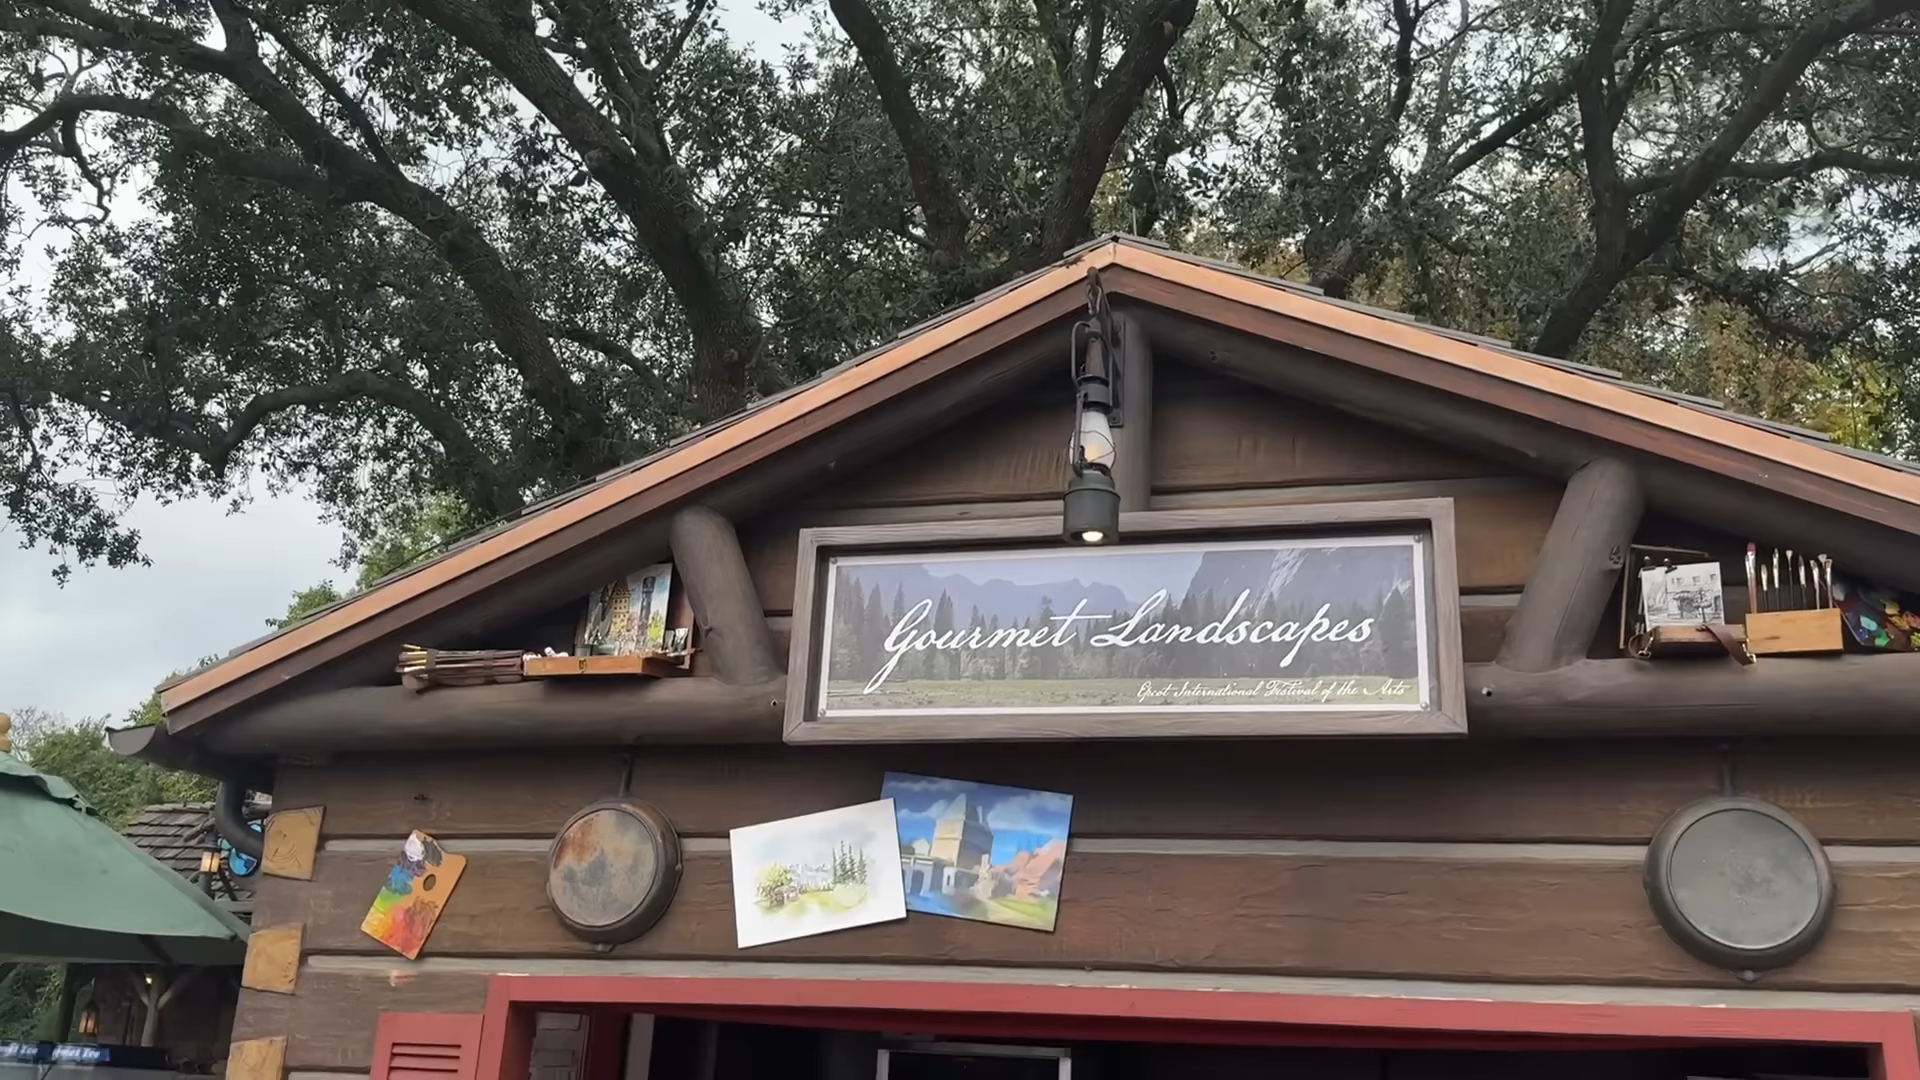 Gourmet Landscapes
Epcot International Festival of the Arts